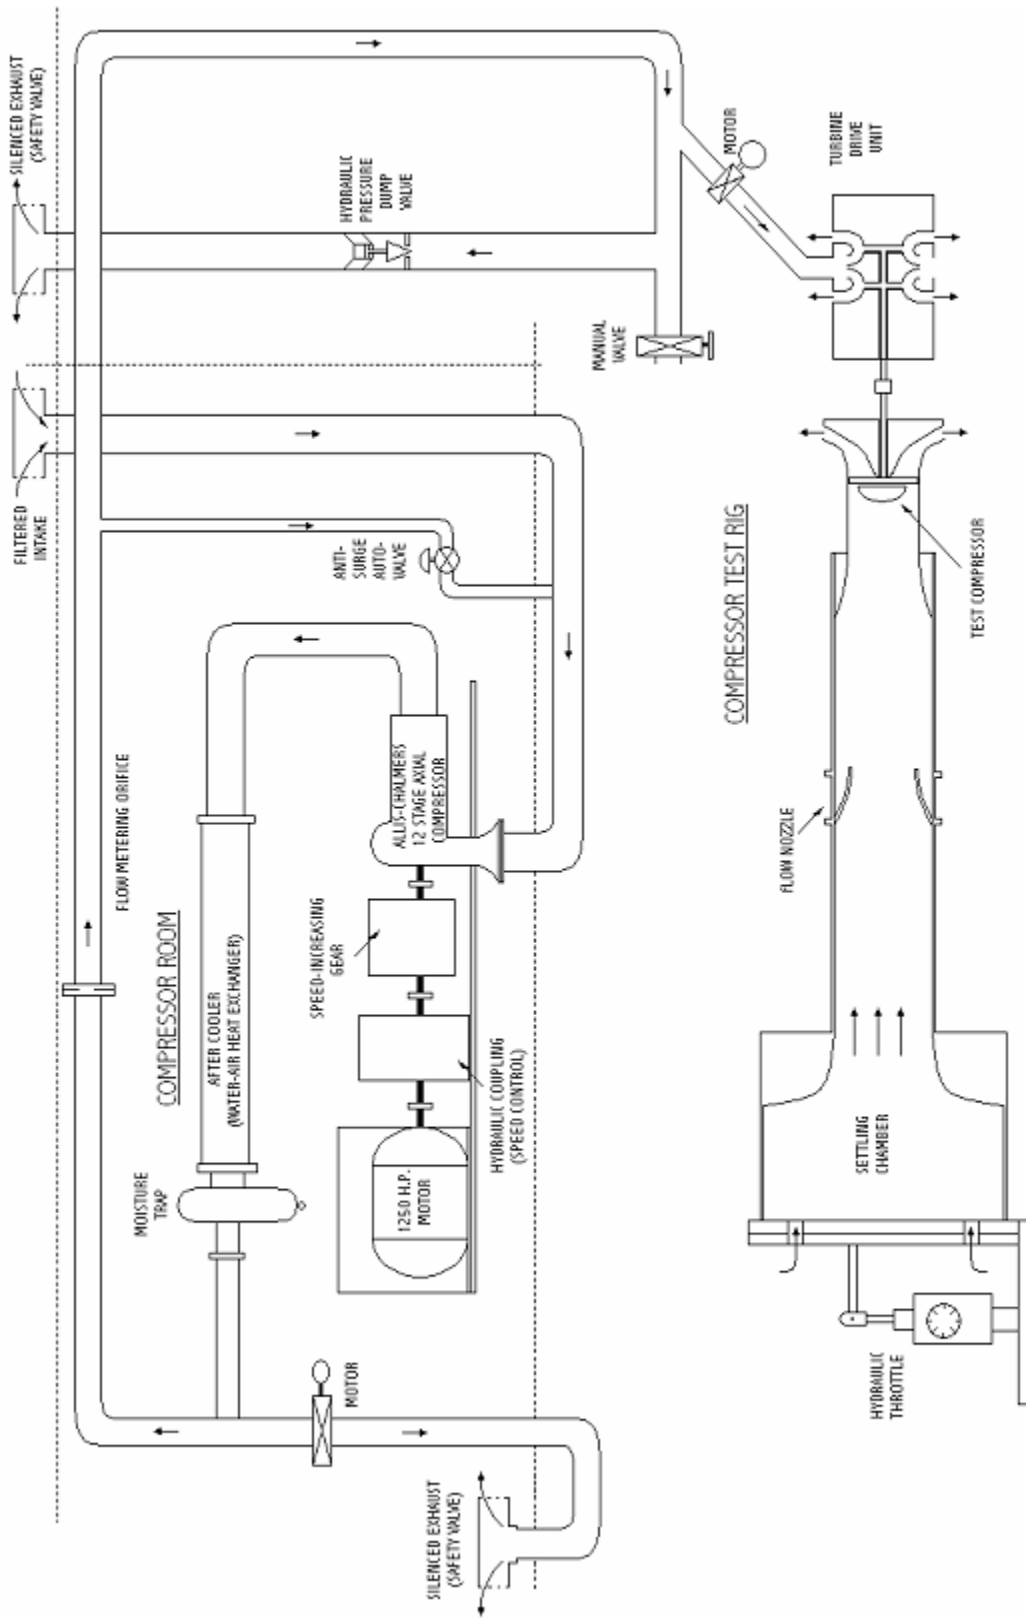 SILENCED EXHAUST
(SAFETY VALVE)
FILTERED
INTAKE
HYDRAULIC
PRESSURE
DUMP
VALVE
MOTOR
TURBINE
DRIVE
UNIT
MANUAL
VALVE
ANTI-
SURGE
AUTO-
VALVE
FLOW METERING ORIFICE
COMPRESSOR ROOM
AFTER COOLER
(WATER-AIR HEAT EXCHANGER)
MOISTURE
TRAP
ALLIS-CHALMERS
12 STAGE AXIAL
COMPRESSOR
SPEED-INCREASING
GEAR
HYDRAULIC COUPLING
(SPEED CONTROL)
1250 H.P.
MOTOR
MOTOR
SILENCED EXHAUST
(SAFETY VALVE)
COMPRESSOR TEST RIG
TEST COMPRESSOR
FLOW NOZZLE
SETTLING
CHAMBER
HYDRAULIC
THROTTLE